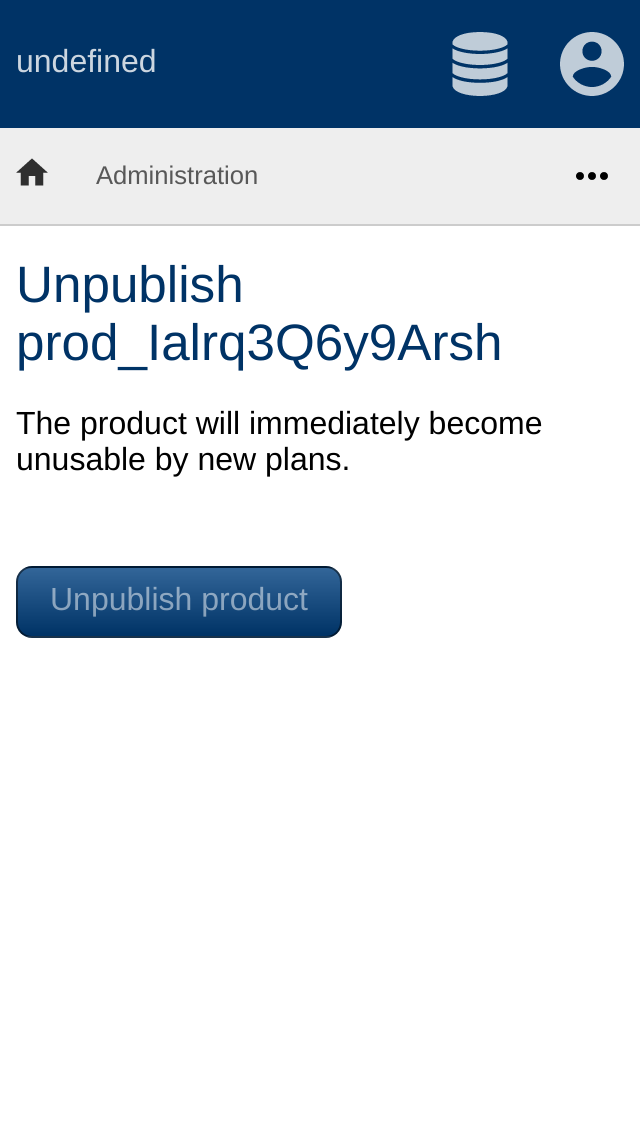 undefined
Administration
Unpublish
prod_Ialrq3Q6y9Arsh
The product will immediately become
unusable by new plans.
Unpublish product